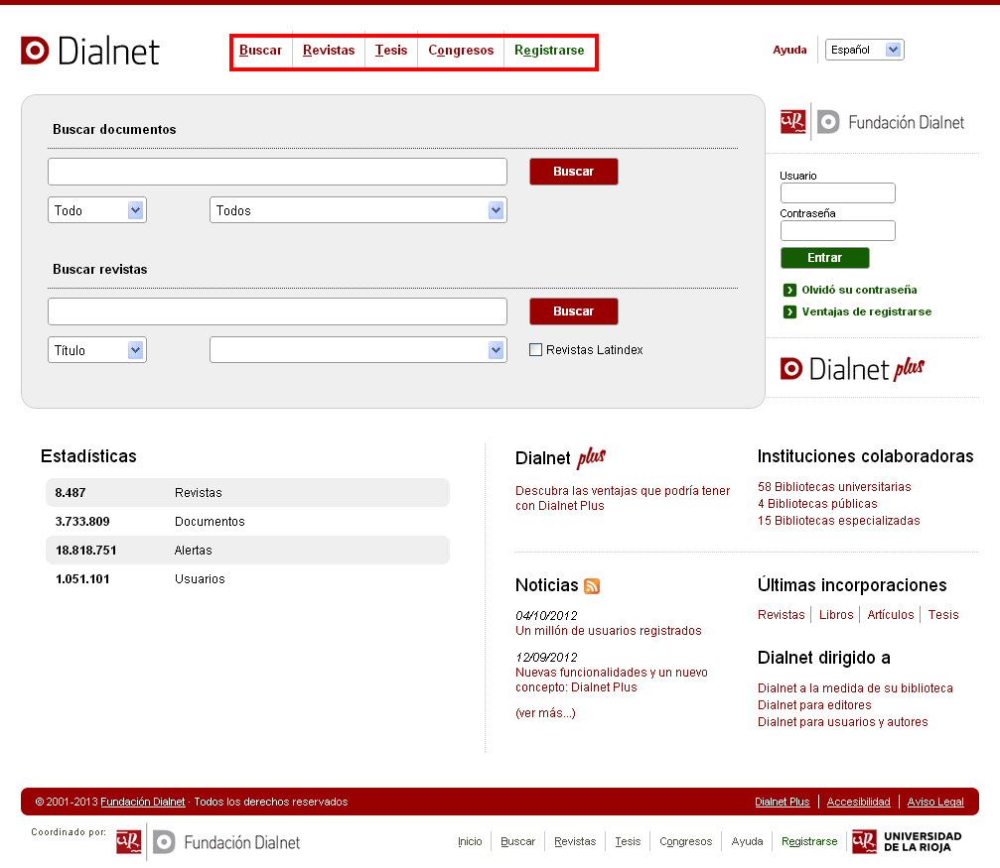 Dialnet
Buscar Revistas Tesis Congresos Registrarse
Ayuda Español
Buscar documentos
Buscar
Todo Todos
Buscar revistas
Buscar
Título Revistas Latindex
UR Fundación Dialnet
Usuario
Contraseña
Entrar
Olvidó su contraseña
Ventajas de registrarse
Dialnet plus
Estadísticas
8.487 Revistas
3.733.809 Documentos
18.818.751 Alertas
1.051.101 Usuarios
Dialnet plus
Descubra las ventajas que podría tener
con Dialnet Plus
Instituciones colaboradoras
58 Bibliotecas universitarias
4 Bibliotecas públicas
15 Bibliotecas especializadas
Noticias
04/10/2012
Un millón de usuarios registrados
12/09/2012
Nuevas funcionalidades y un nuevo
concepto: Dialnet Plus
(ver más...)
Últimas incorporaciones
Revistas Libros Artículos Tesis
Dialnet dirigido a
Dialnet a la medida de su biblioteca
Dialnet para editores
Dialnet para usuarios y autores
© 2001-2013 Fundación Dialnet · Todos los derechos reservados
Dialnet Plus Accesibilidad Aviso Legal
Coordinado por: UR Fundación Dialnet
Inicio Buscar Revistas Tesis Congresos Ayuda Registrarse
UR UNIVERSIDAD
DE LA RIOJA